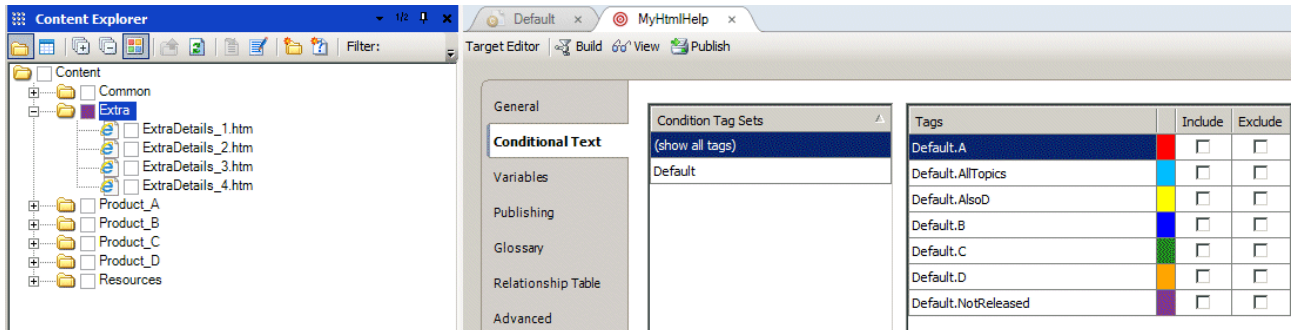 Content Explorer 1/2
Filter:
Content
Common
Extra
ExtraDetails_1.htm
ExtraDetails_2.htm
ExtraDetails_3.htm
ExtraDetails_4.htm
Product_A
Product_B
Product_C
Product_D
Resources
Default × MyHtmlHelp ×
Target Editor Build View Publish
General
Conditional Text
Variables
Publishing
Glossary
Relationship Table
Advanced
Condition Tag Sets
(show all tags)
Default
Tags Include Exclude
Default.A
Default.AllTopics
Default.AlsoD
Default.B
Default.C
Default.D
Default.NotReleased